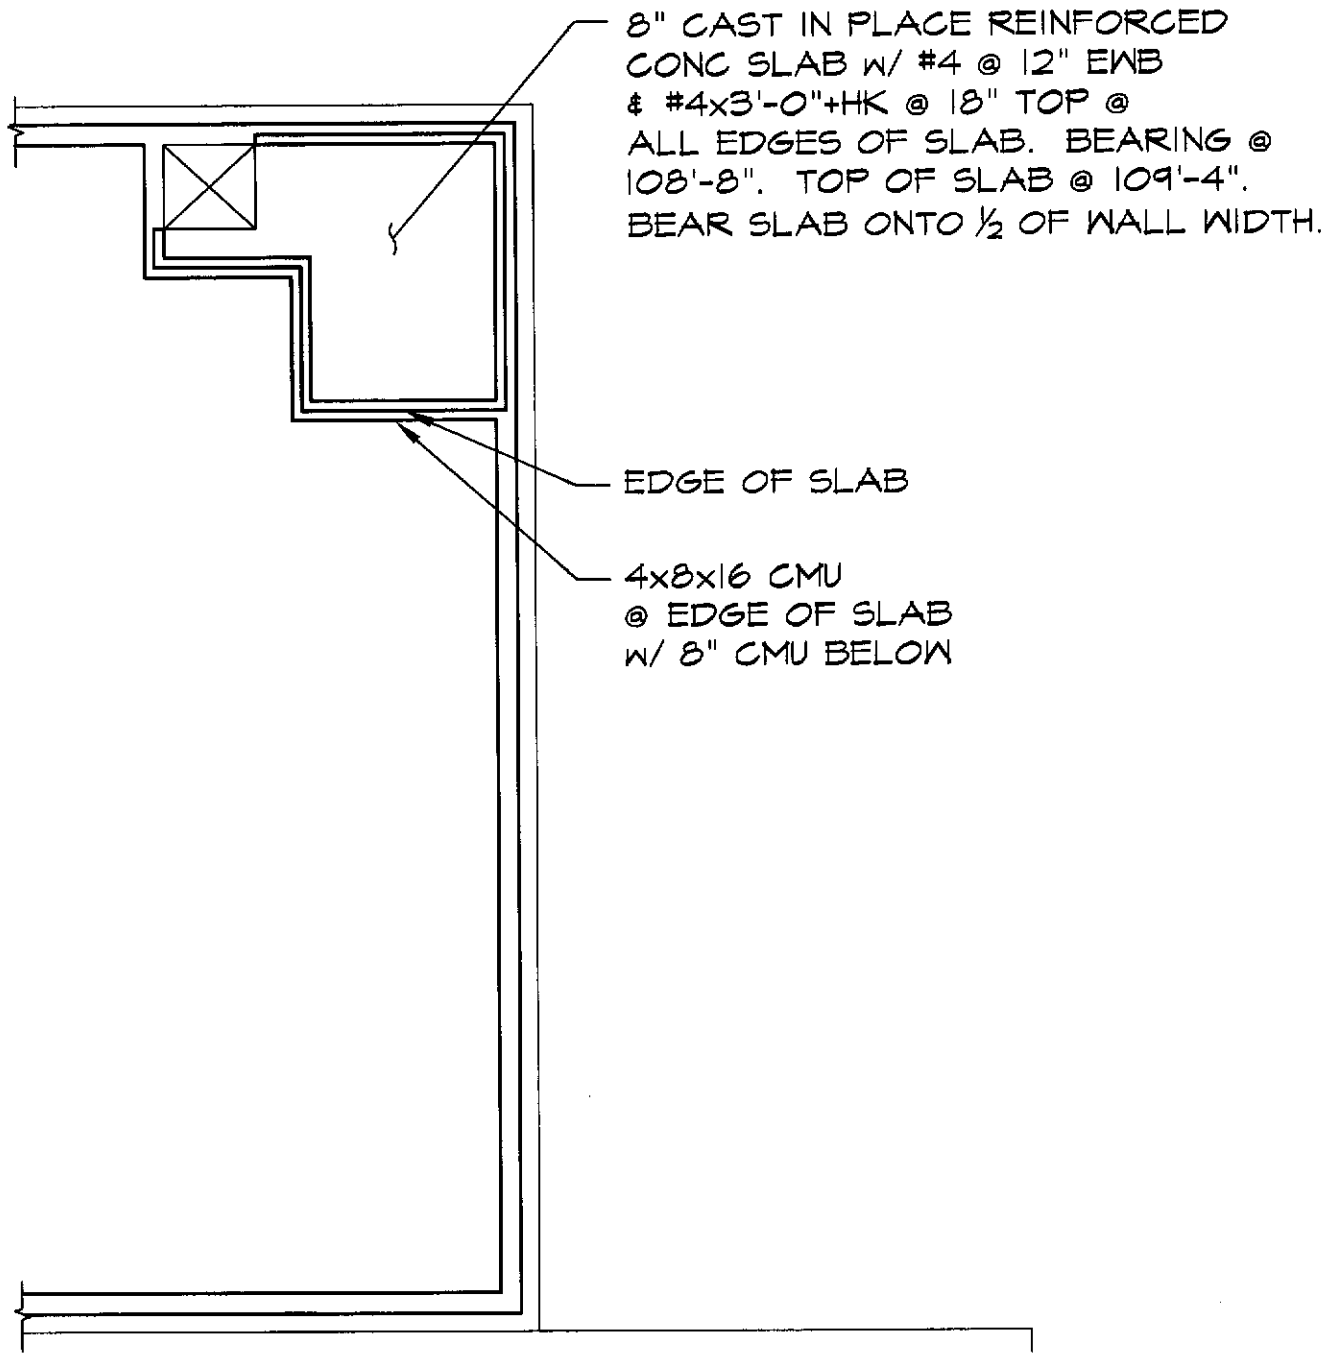 8" CAST IN PLACE REINFORCED
CONC SLAB W/ #4 @ 12" EWB
& #4x3'-0"+HK @ 18" TOP @
ALL EDGES OF SLAB. BEARING @
108'-8". TOP OF SLAB @ 109'-4".
BEAR SLAB ONTO ½ OF WALL WIDTH.
EDGE OF SLAB
4x8x16 CMU
@ EDGE OF SLAB
W/ 8" CMU BELOW